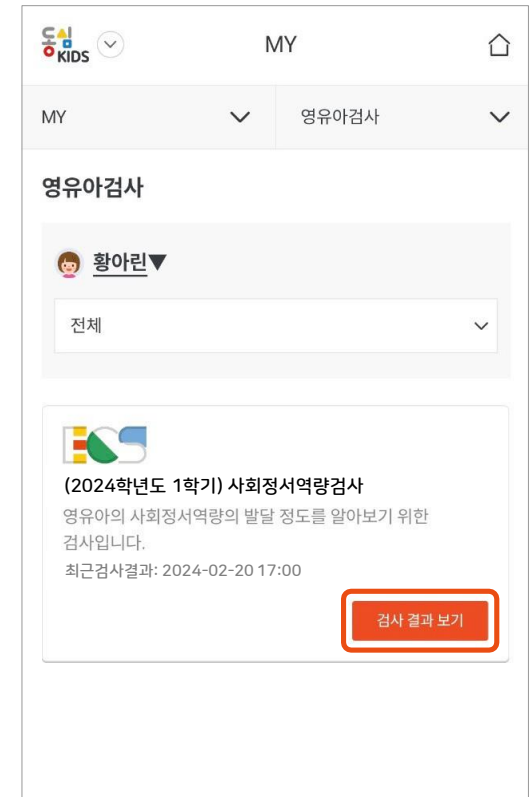 동심
KIDS
MY
MY
영유아검사
영유아검사
황아린▼
전체
ECS
(2024학년도 1학기) 사회정서역량검사
영유아의 사회정서역량의 발달 정도를 알아보기 위한
검사입니다.
최근검사결과: 2024-02-20 17:00
검사 결과 보기